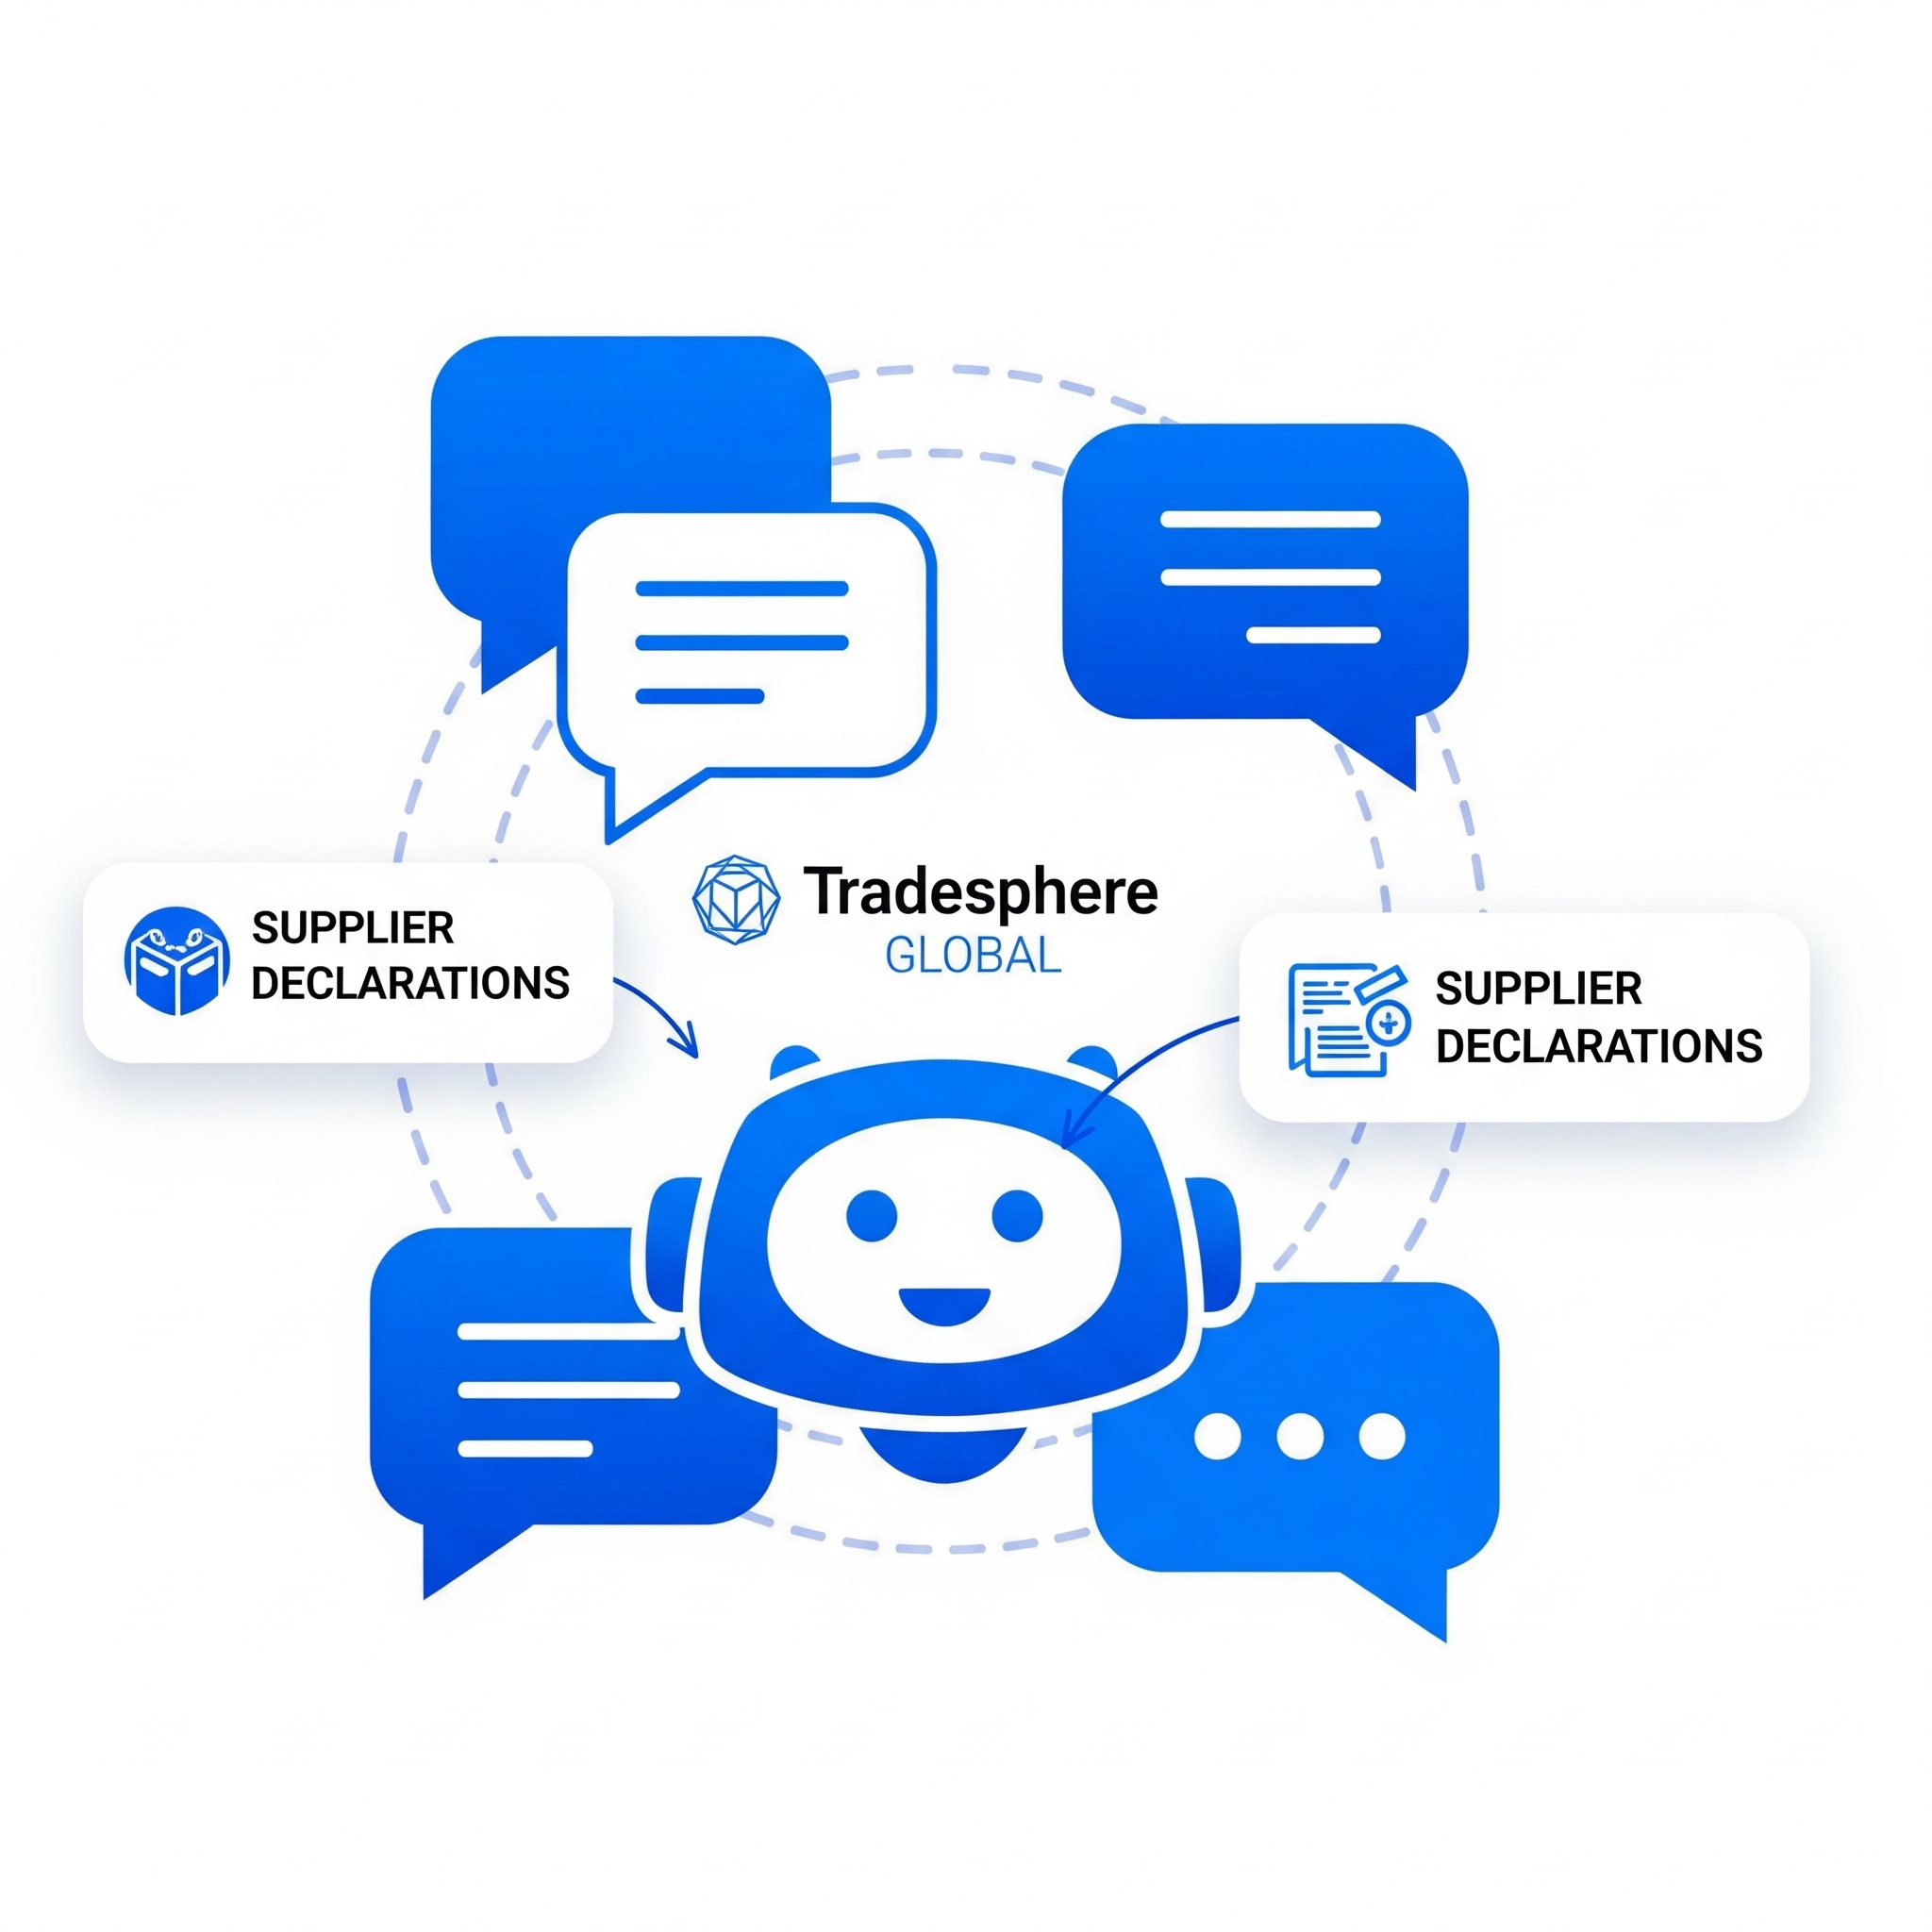 Tradesphere
GLOBAL
SUPPLIER
DECLARATIONS
SUPPLIER
DECLARATIONS